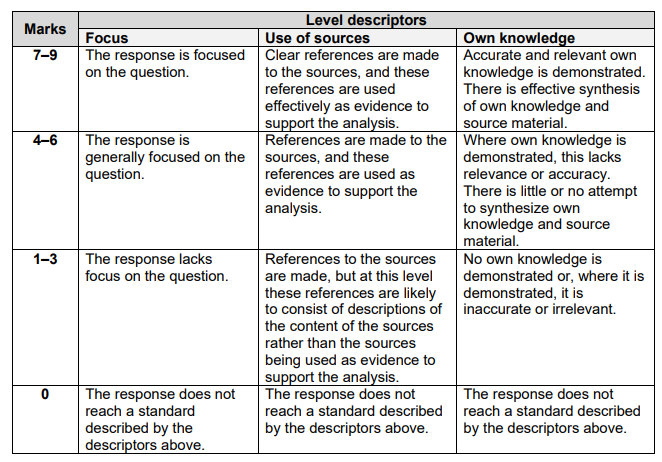 Marks
Level descriptors
Focus
Use of sources
Own knowledge
7–9
The response is focused
on the question.
Clear references are made
to the sources, and these
references are used
effectively as evidence to
support the analysis.
Accurate and relevant own
knowledge is demonstrated.
There is effective synthesis
of own knowledge and
source material.
4–6
The response is
generally focused on the
question.
References are made to the
sources, and these
references are used as
evidence to support the
analysis.
Where own knowledge is
demonstrated, this lacks
relevance or accuracy.
There is little or no attempt
to synthesize own
knowledge and source
material.
1–3
The response lacks
focus on the question.
References to the sources
are made, but at this level
these references are likely
to consist of descriptions of
the content of the sources
rather than the sources
being used as evidence to
support the analysis.
No own knowledge is
demonstrated or, where it is
demonstrated, it is
inaccurate or irrelevant.
0
The response does not
reach a standard
described by the
descriptors above.
The response does not
reach a standard described
by the descriptors above.
The response does not
reach a standard described
by the descriptors above.